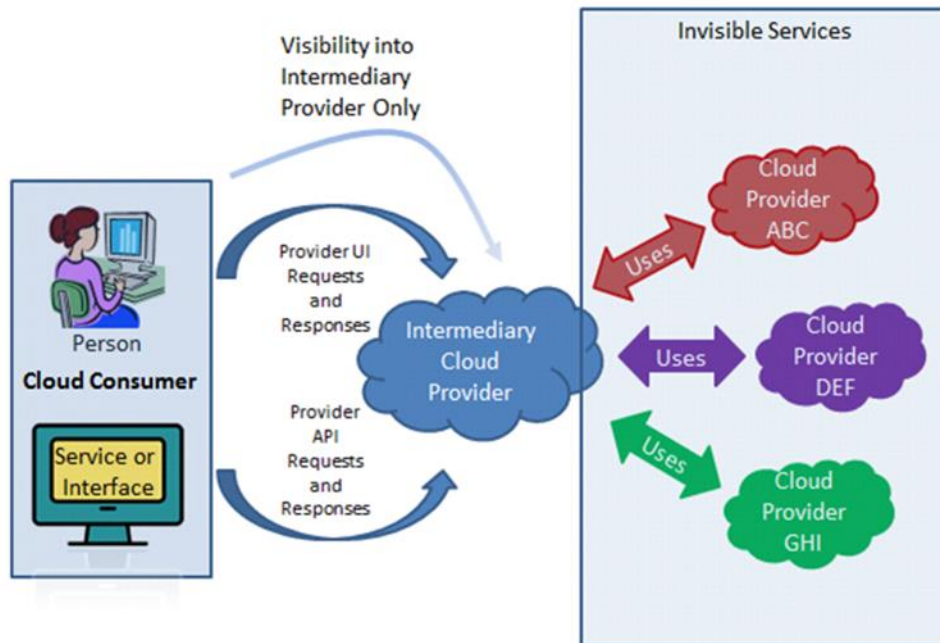 Visibility into
Intermediary
Provider Only
Invisible Services
Person
Cloud Consumer
Service or
Interface
Provider UI
Requests
and
Responses
Provider
API
Requests
and
Responses
Intermediary
Cloud
Provider
Uses
Cloud
Provider
ABC
Uses
Cloud
Provider
DEF
Uses
Cloud
Provider
GHI